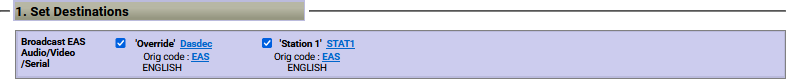 1. Set Destinations
Broadcast EAS
Audio/Video
/Serial
'Override' Dasdec
Orig code : EAS
ENGLISH
'Station 1' STAT1
Orig code : EAS
ENGLISH